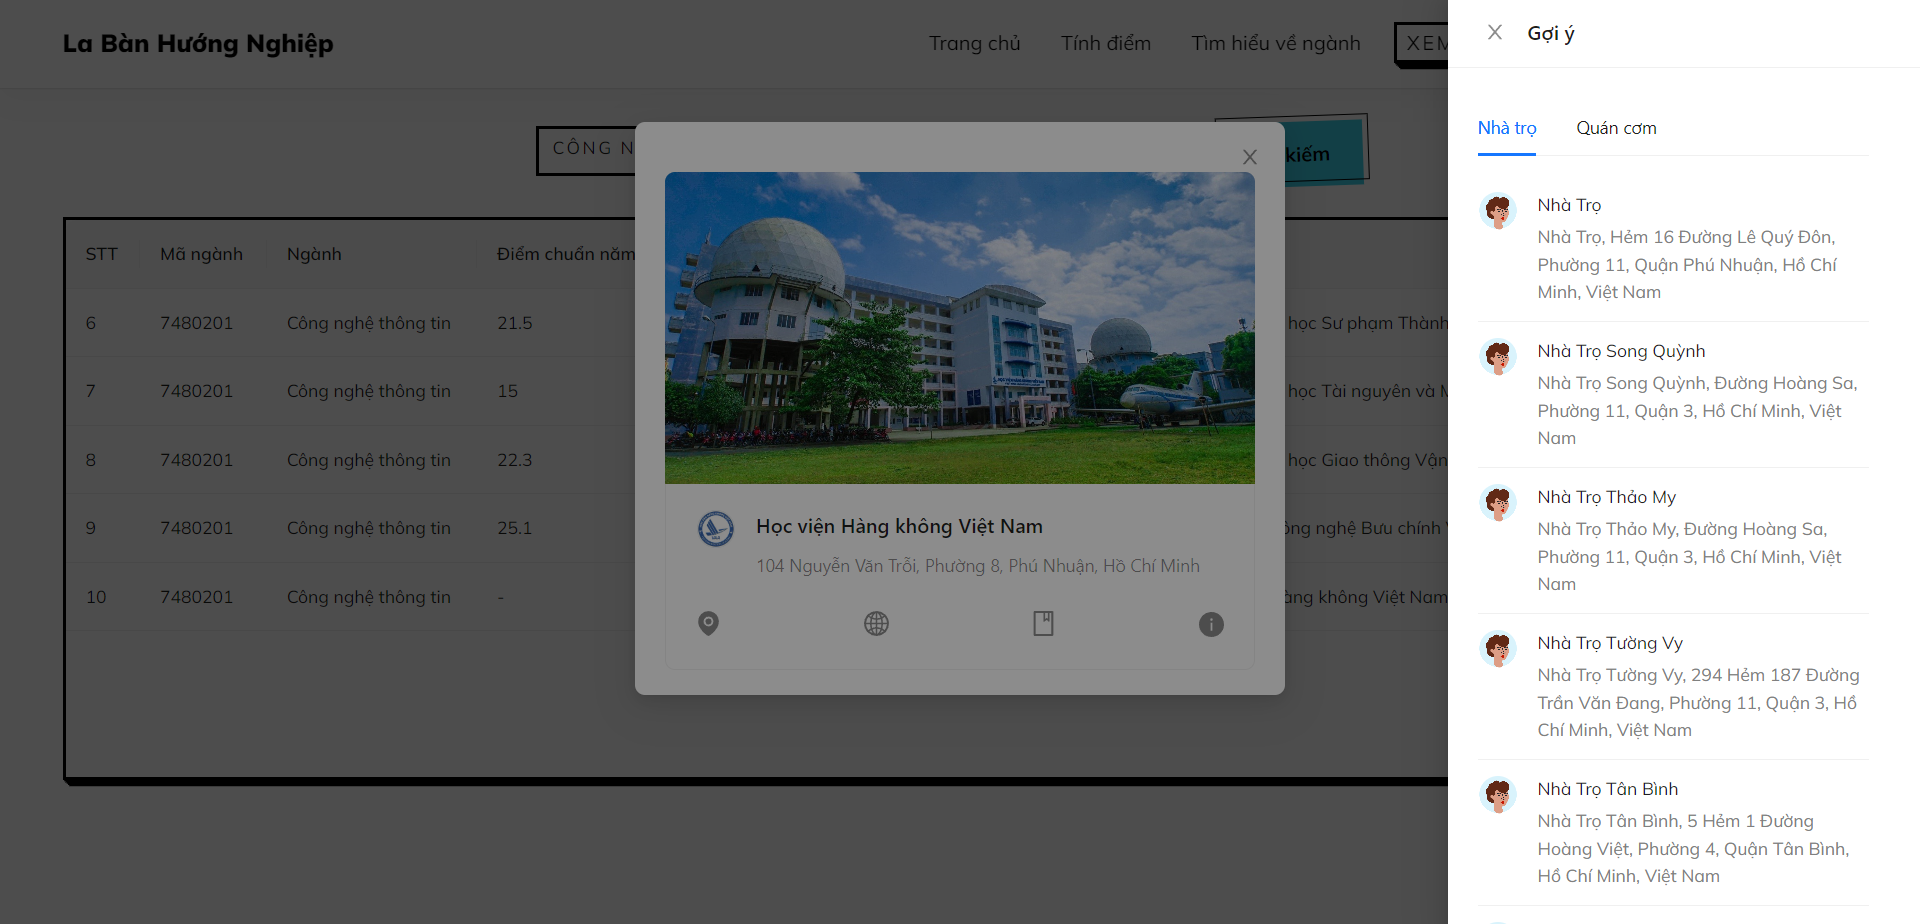 La Bàn Hướng Nghiệp
Trang chủ
Tính điểm
Tìm hiểu về ngành
XEM
CÔNG N
kiếm
STT
Mã ngành
Ngành
Điểm chuẩn năm
6
7480201
Công nghệ thông tin
21.5
học Sư phạm Thành
7
7480201
Công nghệ thông tin
15
học Tài nguyên và M
8
7480201
Công nghệ thông tin
22.3
học Giao thông Vận
9
7480201
Công nghệ thông tin
25.1
ông nghệ Bưu chính
10
7480201
Công nghệ thông tin
-
àng không Việt Nam
Học viện Hàng không Việt Nam
104 Nguyễn Văn Trỗi, Phường 8, Phú Nhuận, Hồ Chí Minh
Gợi ý
Nhà trọ
Quán cơm
Nhà Trọ
Nhà Trọ, Hẻm 16 Đường Lê Quý Đôn,
Phường 11, Quận Phú Nhuận, Hồ Chí
Minh, Việt Nam
Nhà Trọ Song Quỳnh
Nhà Trọ Song Quỳnh, Đường Hoàng Sa,
Phường 11, Quận 3, Hồ Chí Minh, Việt
Nam
Nhà Trọ Thảo My
Nhà Trọ Thảo My, Đường Hoàng Sa,
Phường 11, Quận 3, Hồ Chí Minh, Việt
Nam
Nhà Trọ Tường Vy
Nhà Trọ Tường Vy, 294 Hẻm 187 Đường
Trần Văn Đang, Phường 11, Quận 3, Hồ
Chí Minh, Việt Nam
Nhà Trọ Tân Bình
Nhà Trọ Tân Bình, 5 Hẻm 1 Đường
Hoàng Việt, Phường 4, Quận Tân Bình,
Hồ Chí Minh, Việt Nam